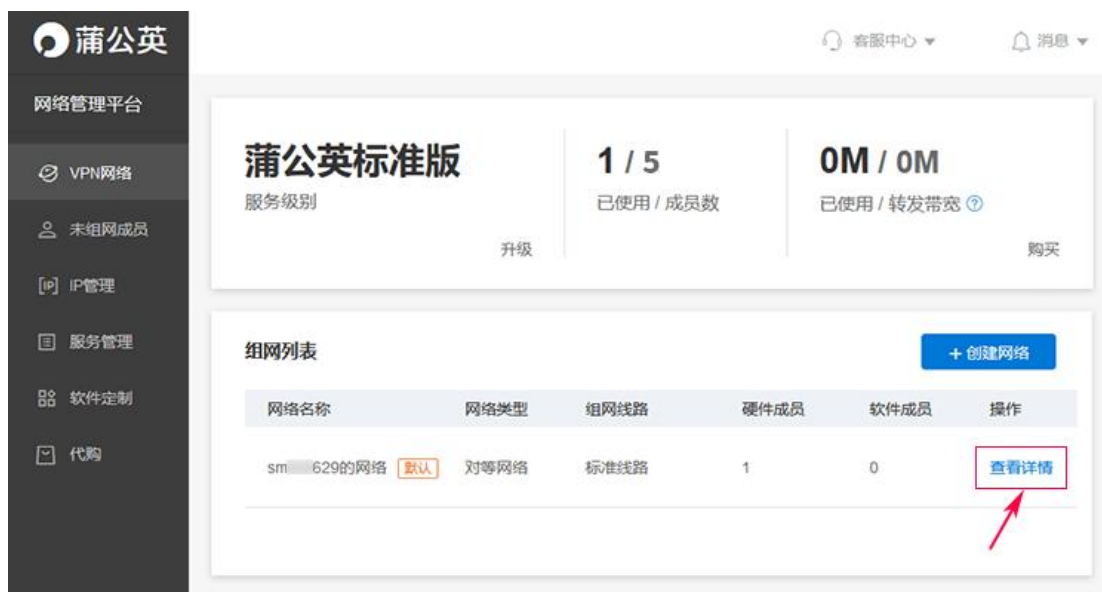 蒲公英
客服中心
消息
网络管理平台
VPN网络
未组网成员
IP管理
服务管理
软件定制
代购
蒲公英标准版
服务级别
升级
1 / 5
已使用 / 成员数
0M / 0M
已使用 / 转发带宽
购买
组网列表
+ 创建网络
网络名称 网络类型 组网线路 硬件成员 软件成员 操作
sm 629的网络 默认 对等网络 标准线路 1 0 查看详情